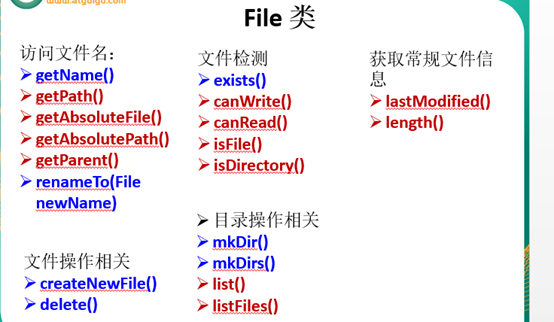 www.atguigu.com
File 类
访问文件名：
getName()
getPath()
getAbsoluteFile()
getAbsolutePath()
getParent()
renameTo(File
newName)
文件检测
exists()
canWrite()
canRead()
isFile()
isDirectory()
获取常规文件信
息
lastModified()
length()
文件操作相关
createNewFile()
delete()
目录操作相关
mkDir()
mkDirs()
list()
listFiles()